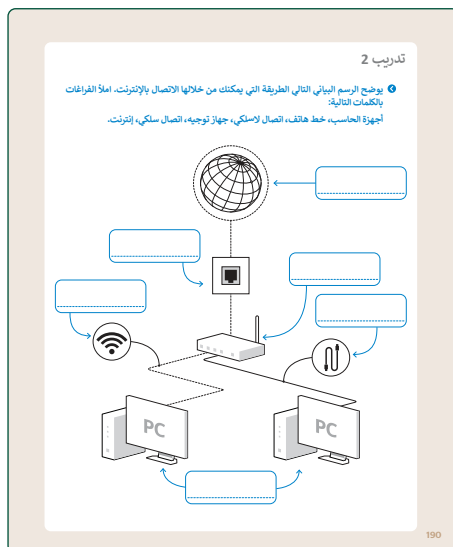 تدريب 2
يوضح الرسم البياني التالي الطريقة التي يمكنك من خلالها الاتصال بالإنترنت. املأ الفراغات
بالكلمات التالية:
أجهزة الحاسب، خط هاتف، اتصال لاسلكي، جهاز توجيه، اتصال سلكي، إنترنت.
PC
PC
190